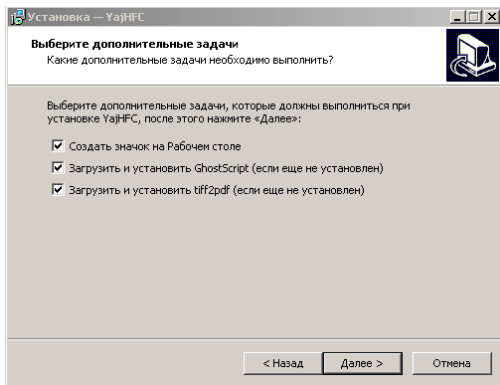 Установка — YajHFC
Выберите дополнительные задачи
Какие дополнительные задачи необходимо выполнить?
Выберите дополнительные задачи, которые должны выполниться при
установке YajHFC, после этого нажмите «Далее»:
Создать значок на Рабочем столе
Загрузить и установить GhostScript (если еще не установлен)
Загрузить и установить tiff2pdf (если еще не установлен)
< Назад Далее > Отмена